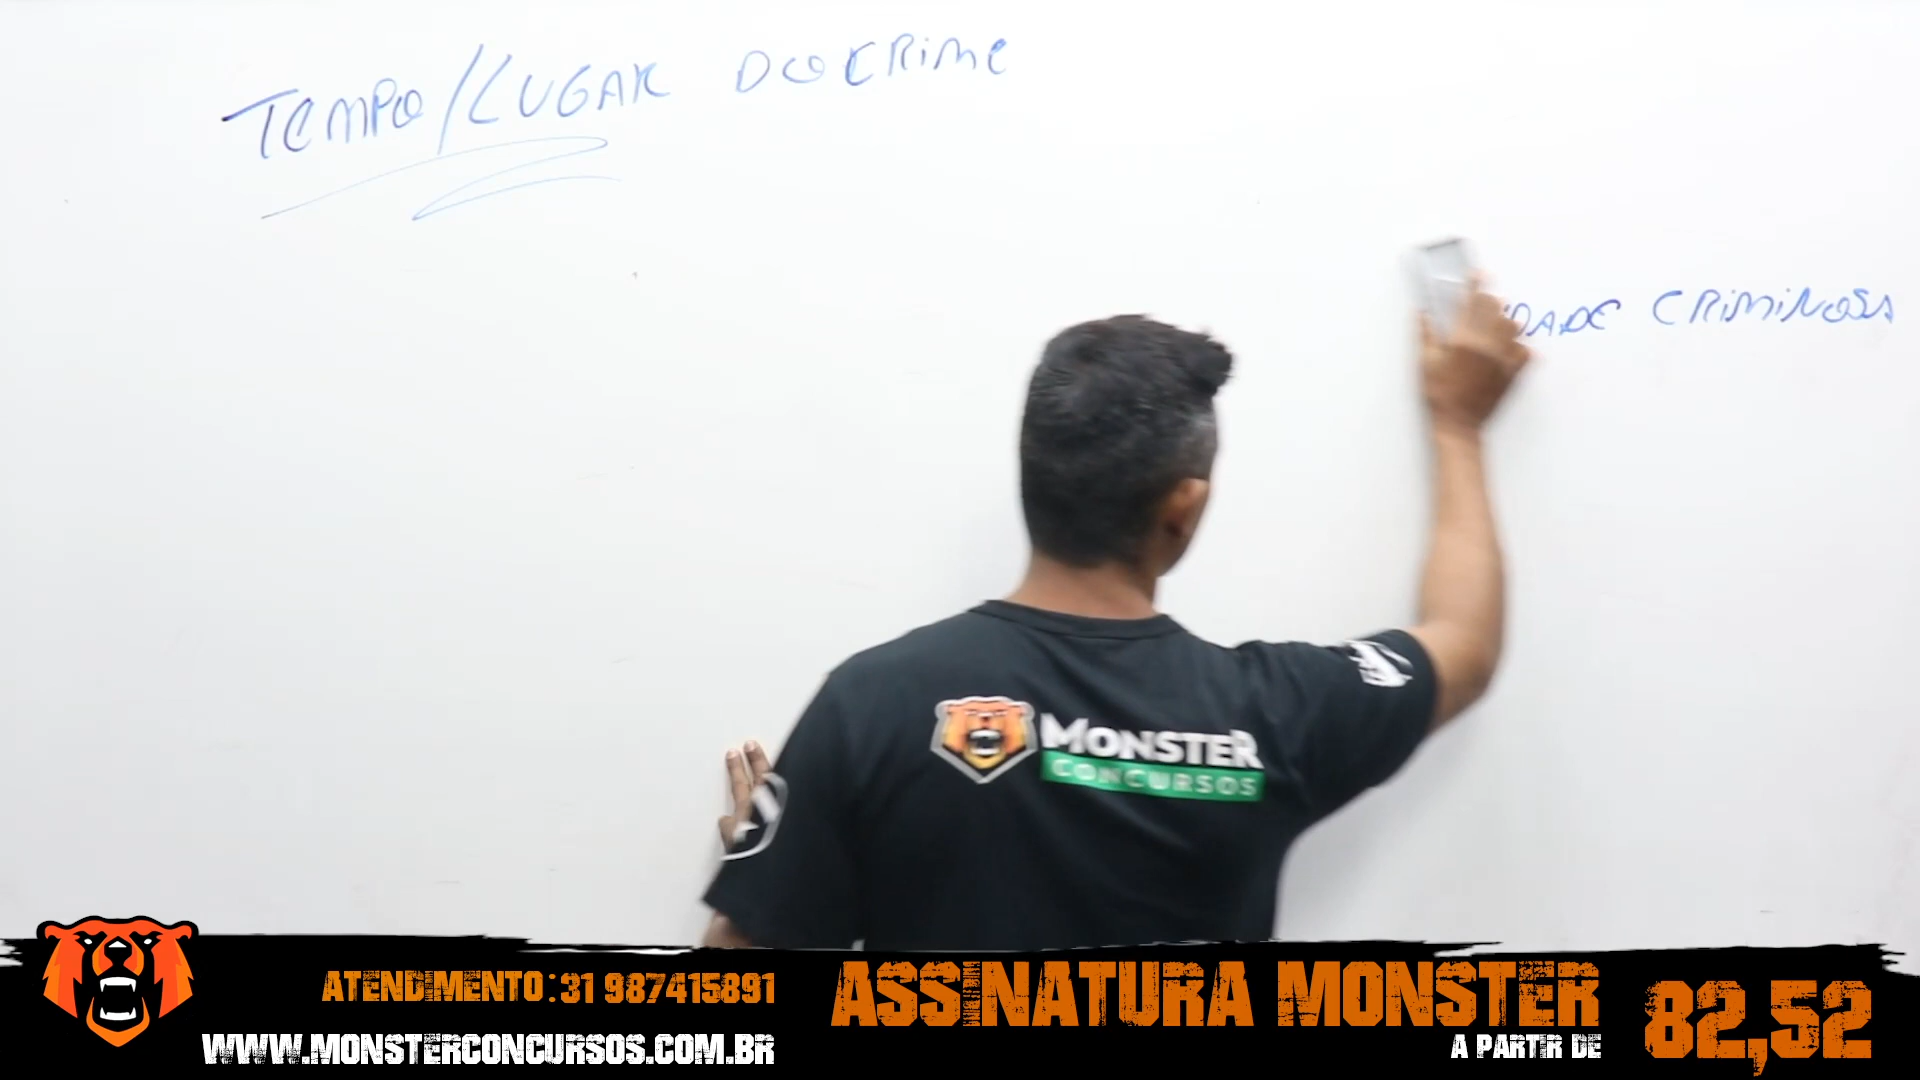 TEMPO/LUGAR DO CRIME
IDADE CRIMINOSA
MONSTER
CONCURSOS
ATENDIMENTO: 31 987415891
WWW.MONSTERCONCURSOS.COM.BR
ASSINATURA MONSTER
A PARTIR DE
82,52